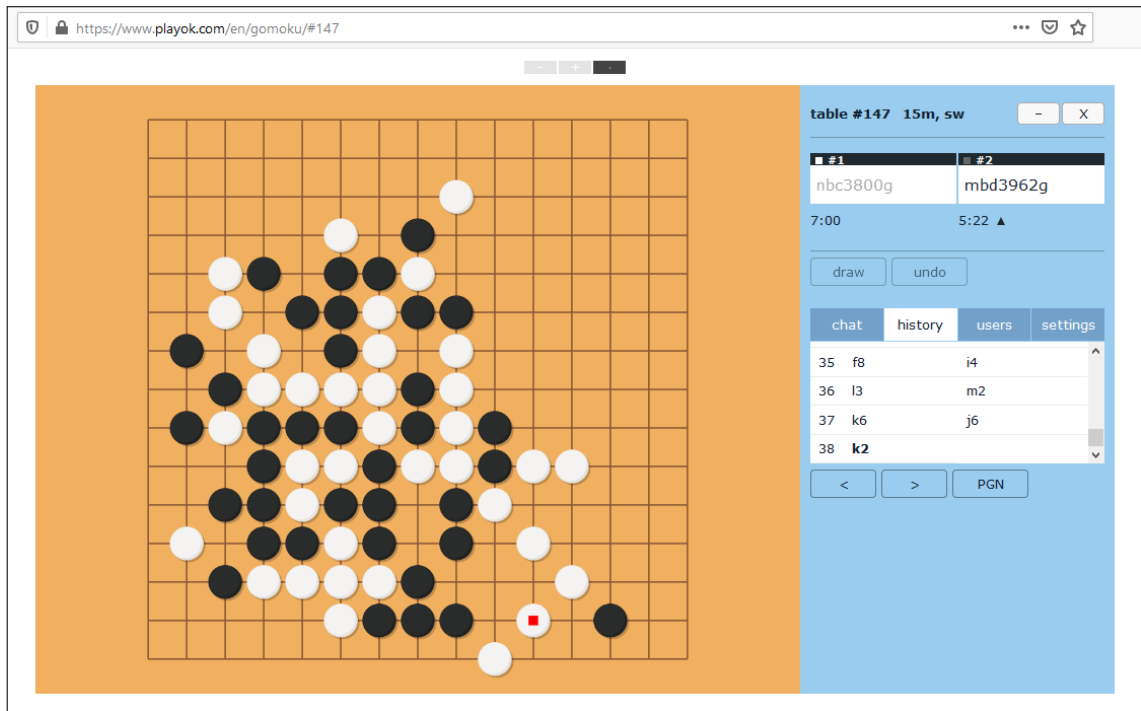 https://www.playok.com/en/gomoku/#147
- + -
table #147 15m, sw
- X
#1 #2
nbc3800g mbd3962g
7:00 5:22 ▲
draw undo
chat history users settings
35 f8 i4
36 l3 m2
37 k6 j6
38 k2
< > PGN